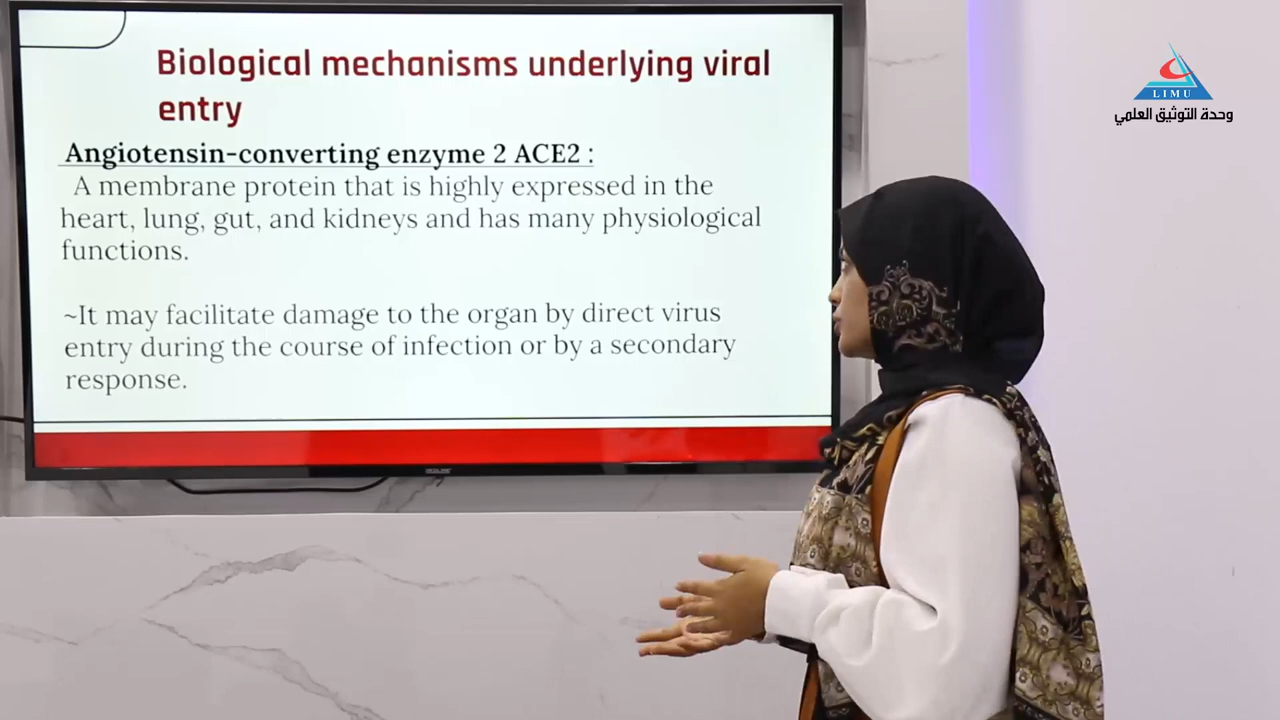 Biological mechanisms underlying viral
entry
Angiotensin-converting enzyme 2 ACE2 :
A membrane protein that is highly expressed in the
heart, lung, gut, and kidneys and has many physiological
functions.
~It may facilitate damage to the organ by direct virus
entry during the course of infection or by a secondary
response.
LIMU
وحدة التوثيق العلمي